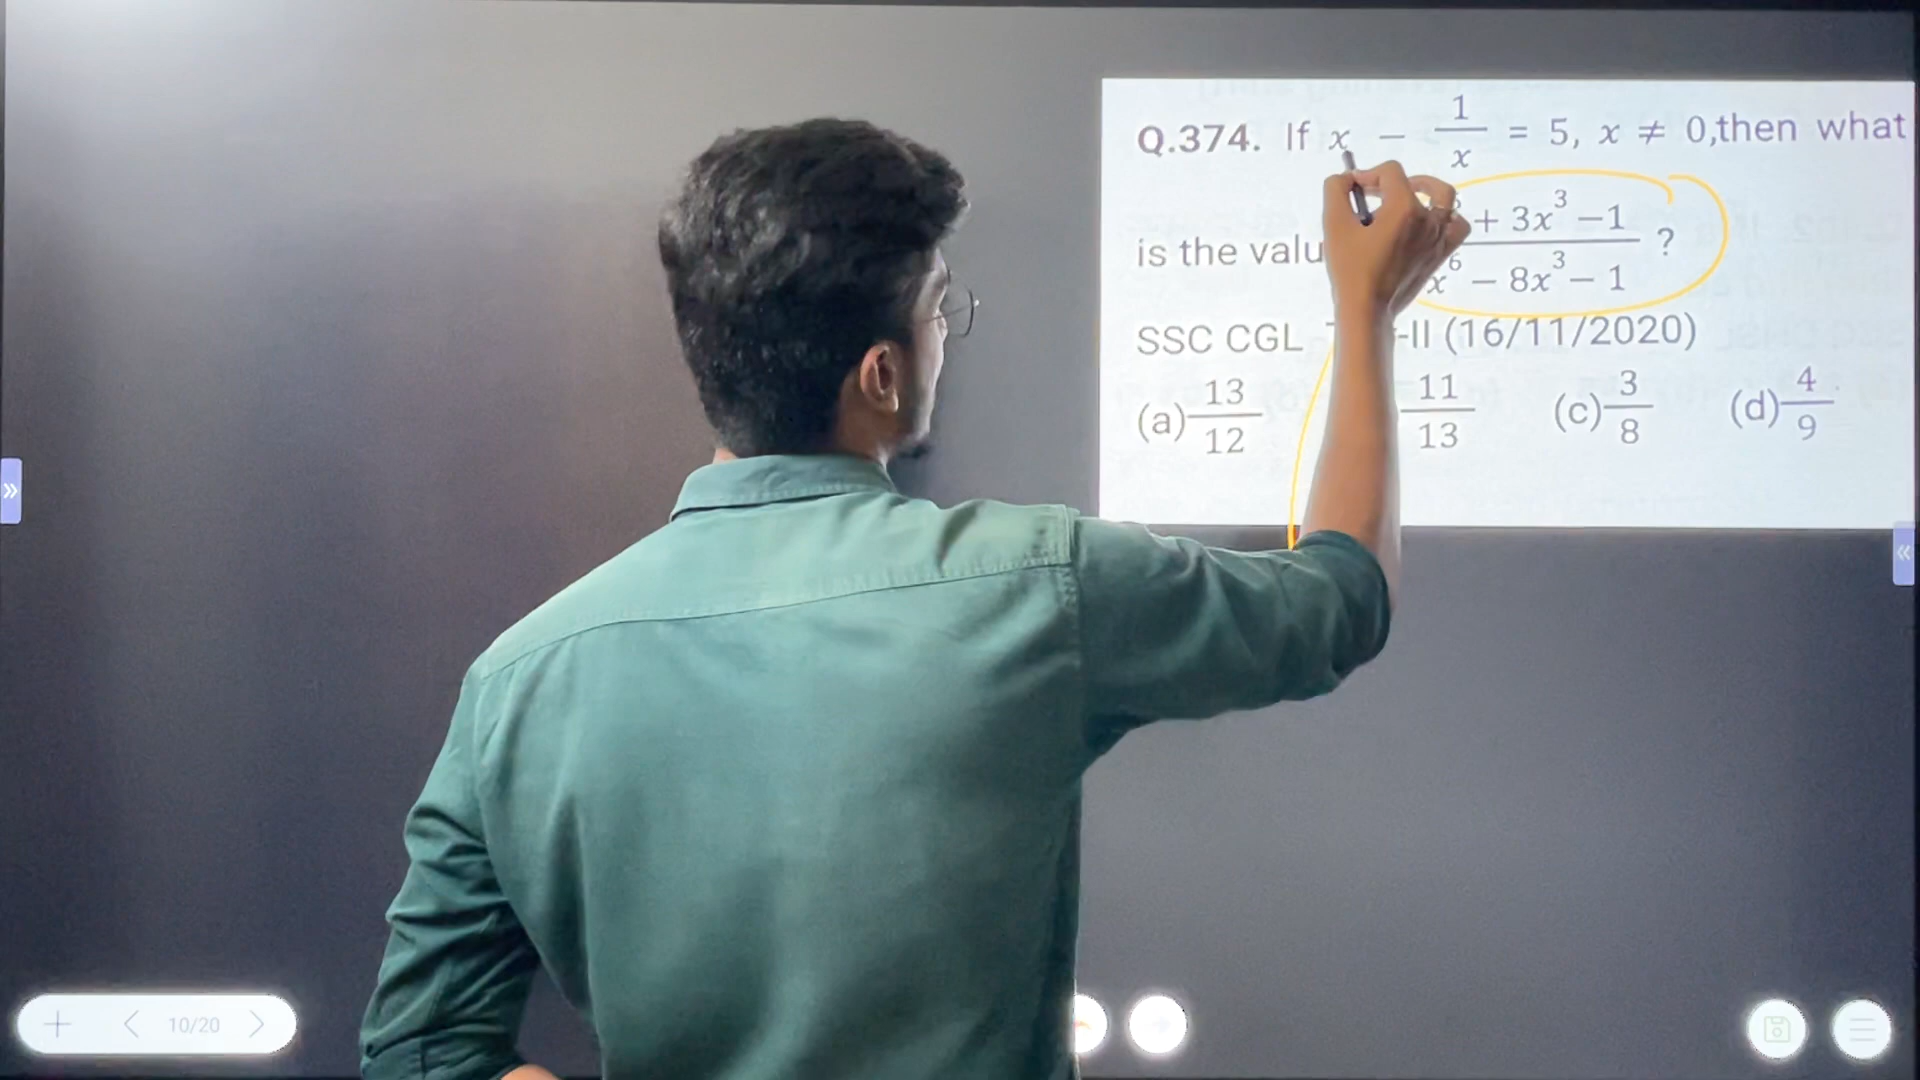 Q.374. If x − 1/x = 5, x ≠ 0,then what
is the + 3x³ − 1 / x⁶ − 8x³ − 1 ?
SSC CGL -II (16/11/2020)
(a) 13/12 11/13 (c) 3/8 (d) 4/9
10/20